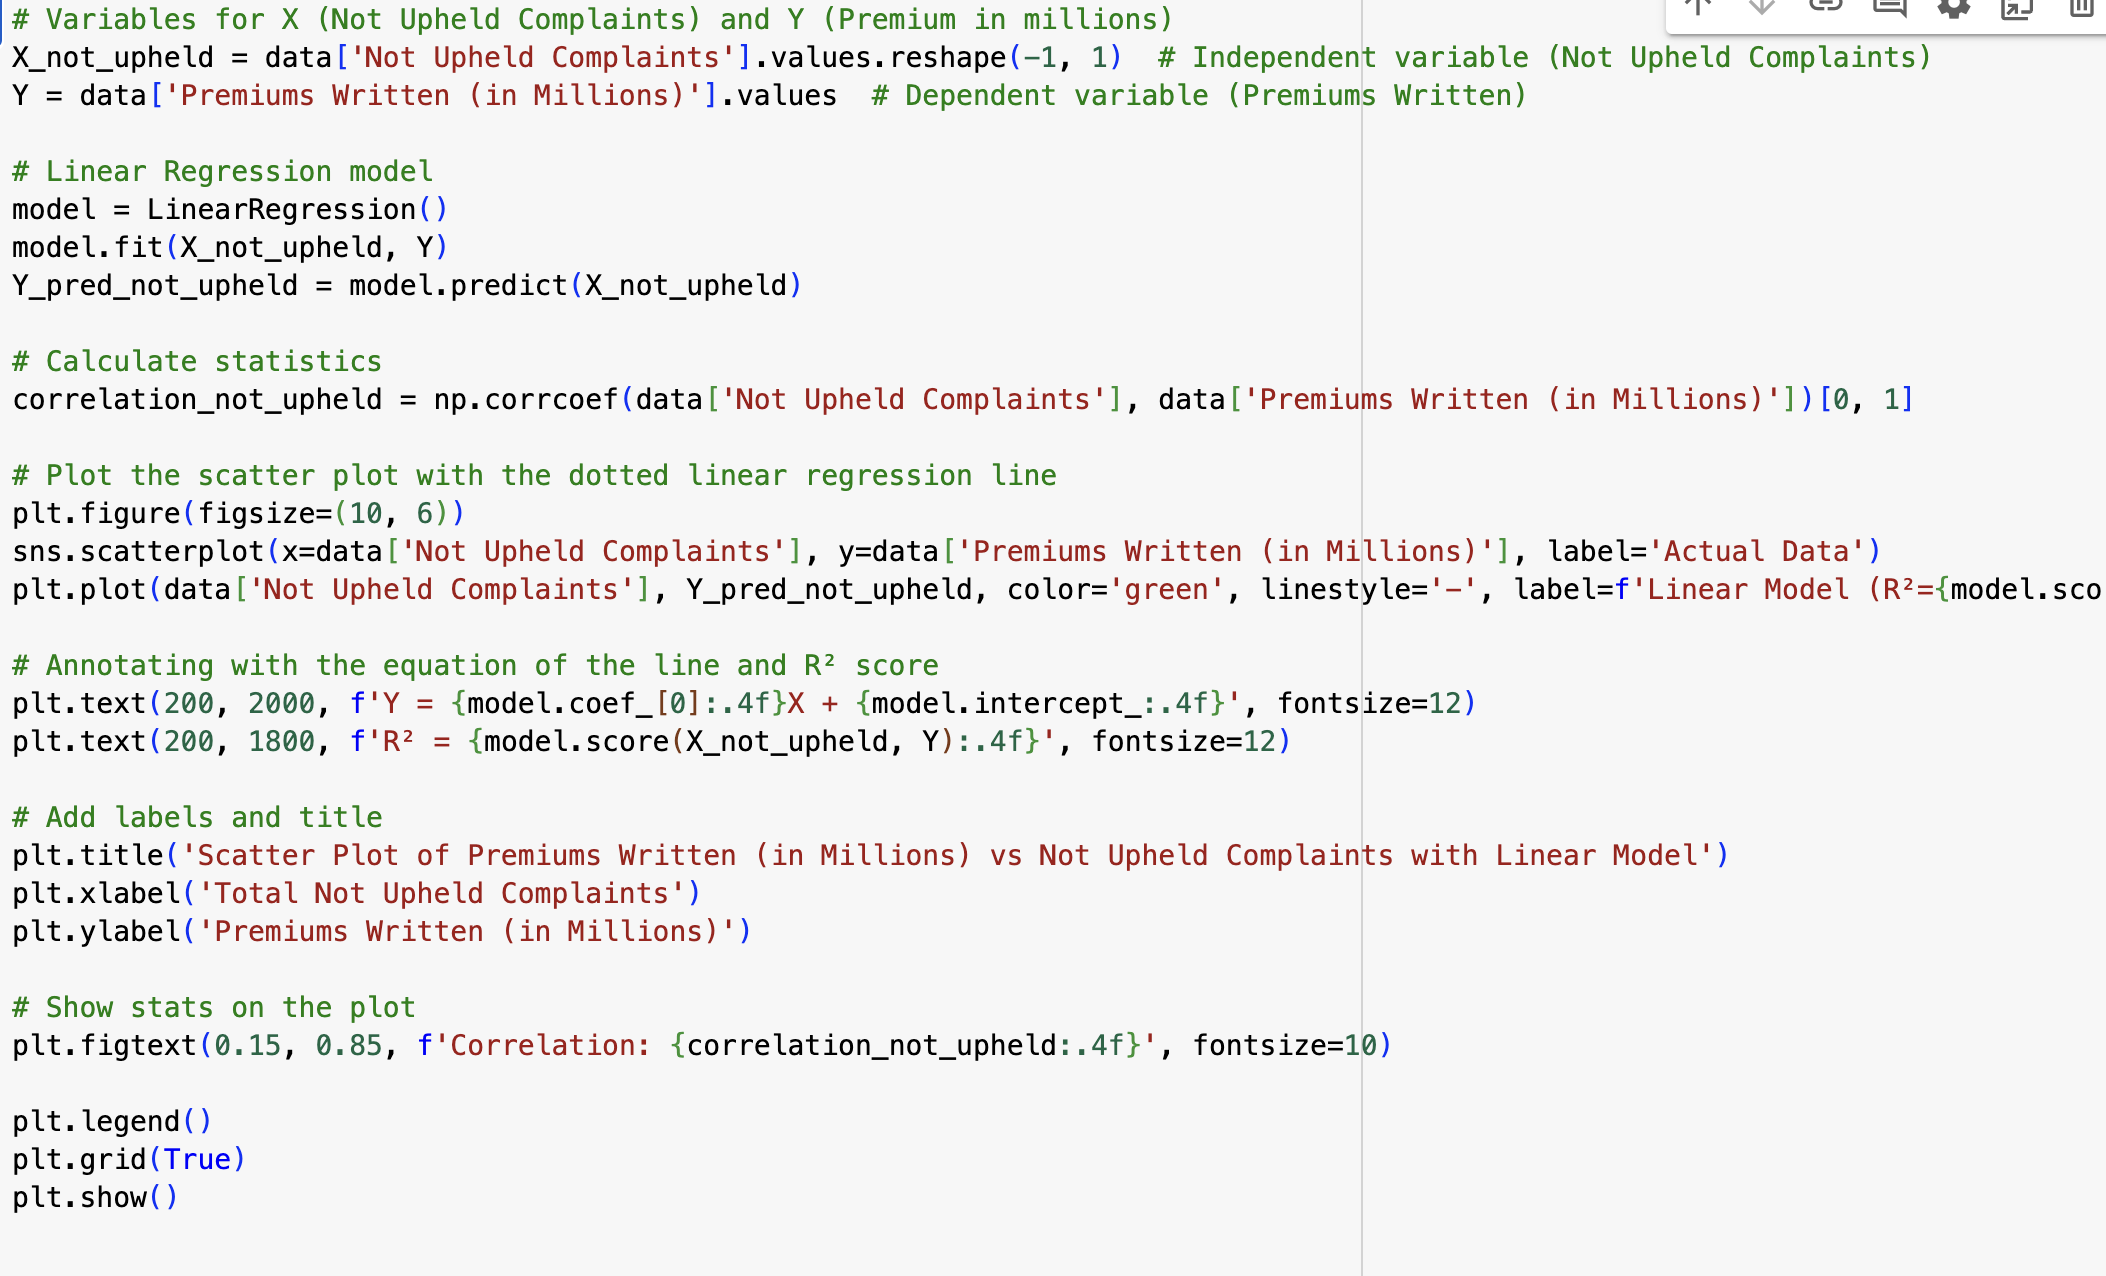 # Variables for X (Not Upheld Complaints) and Y (Premium in millions)
X_not_upheld = data['Not Upheld Complaints'].values.reshape(-1, 1)  # Independent variable (Not Upheld Complaints)
Y = data['Premiums Written (in Millions)'].values  # Dependent variable (Premiums Written)

# Linear Regression model
model = LinearRegression()
model.fit(X_not_upheld, Y)
Y_pred_not_upheld = model.predict(X_not_upheld)

# Calculate statistics
correlation_not_upheld = np.corrcoef(data['Not Upheld Complaints'], data['Premiums Written (in Millions)'])[0, 1]

# Plot the scatter plot with the dotted linear regression line
plt.figure(figsize=(10, 6))
sns.scatterplot(x=data['Not Upheld Complaints'], y=data['Premiums Written (in Millions)'], label='Actual Data')
plt.plot(data['Not Upheld Complaints'], Y_pred_not_upheld, color='green', linestyle='-', label=f'Linear Model (R²={model.sco

# Annotating with the equation of the line and R² score
plt.text(200, 2000, f'Y = {model.coef_[0]:.4f}X + {model.intercept_:.4f}', fontsize=12)
plt.text(200, 1800, f'R² = {model.score(X_not_upheld, Y):.4f}', fontsize=12)

# Add labels and title
plt.title('Scatter Plot of Premiums Written (in Millions) vs Not Upheld Complaints with Linear Model')
plt.xlabel('Total Not Upheld Complaints')
plt.ylabel('Premiums Written (in Millions)')

# Show stats on the plot
plt.figtext(0.15, 0.85, f'Correlation: {correlation_not_upheld:.4f}', fontsize=10)

plt.legend()
plt.grid(True)
plt.show()